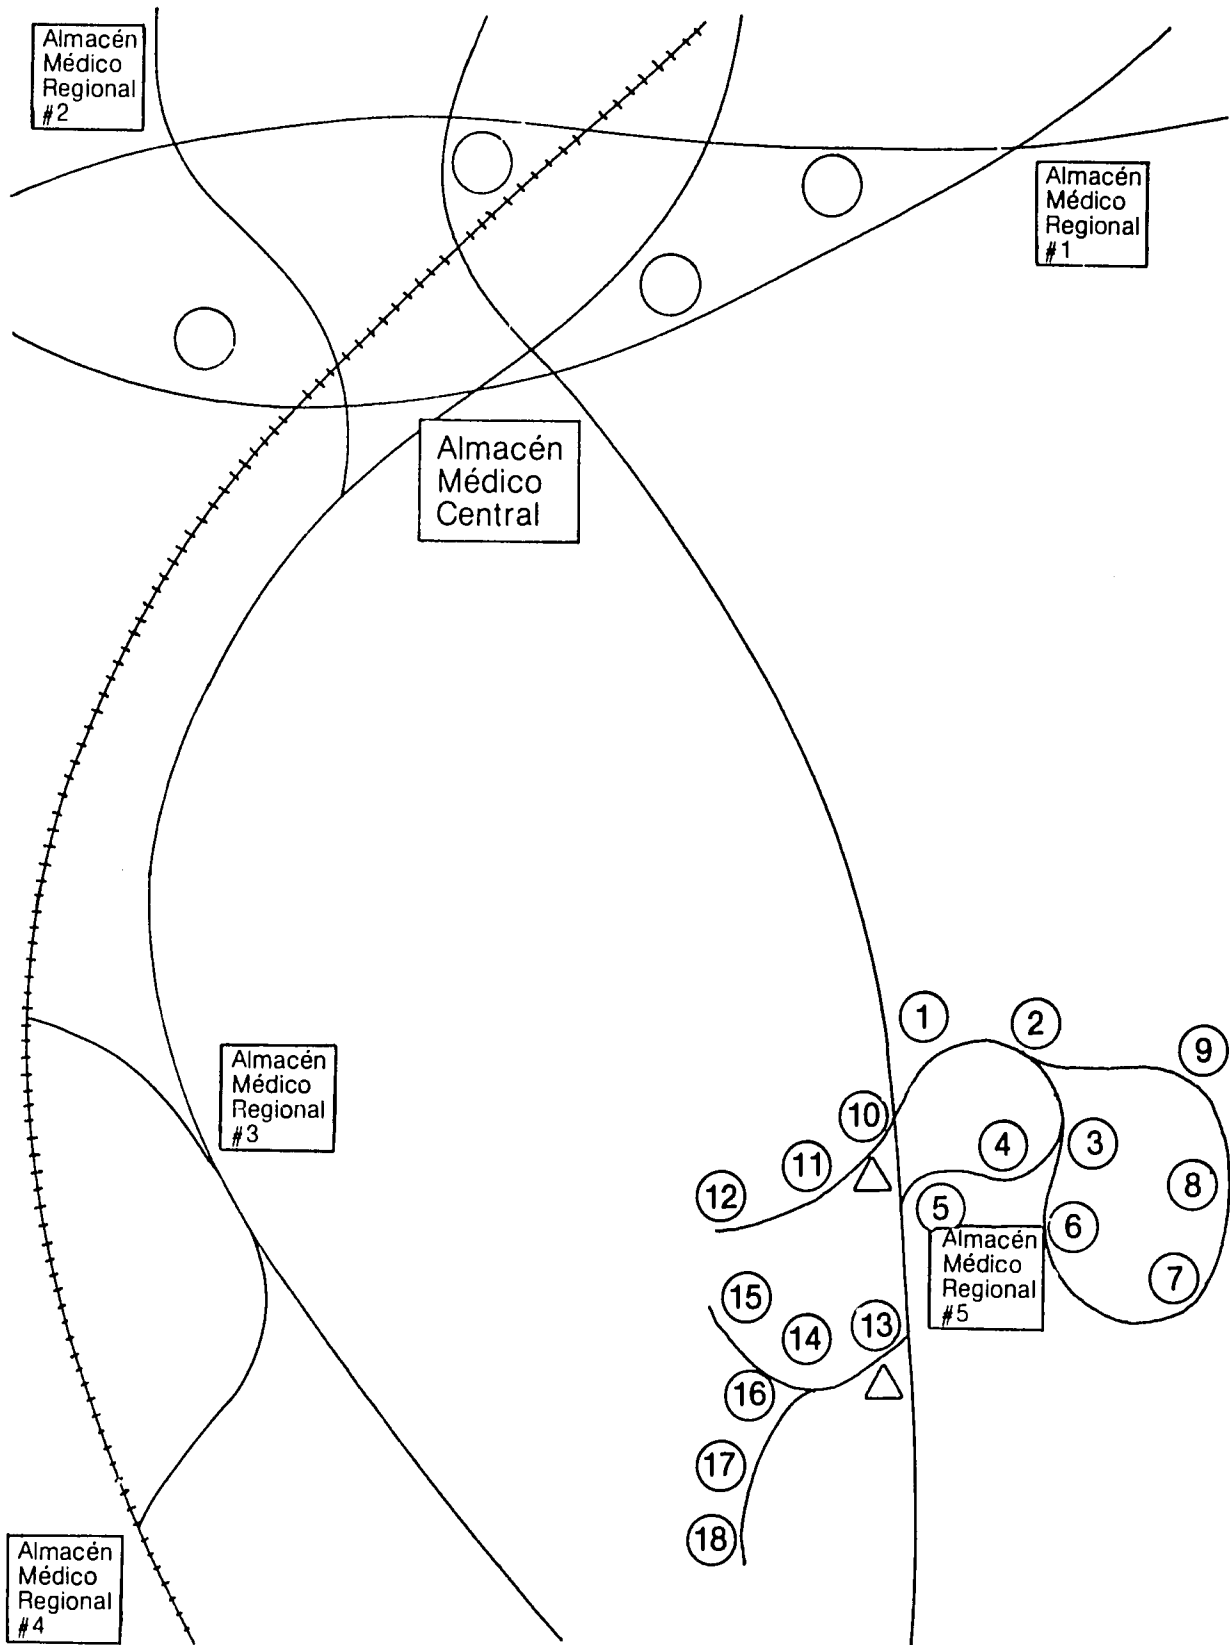 Almacén
Médico
Regional
#2
Almacén
Médico
Regional
#1
Almacén
Médico
Central
Almacén
Médico
Regional
#3
1
2
9
10
4
3
11
8
12
5
6
Almacén
Médico
Regional
#5
7
15
13
14
16
17
18
Almacén
Médico
Regional
#4